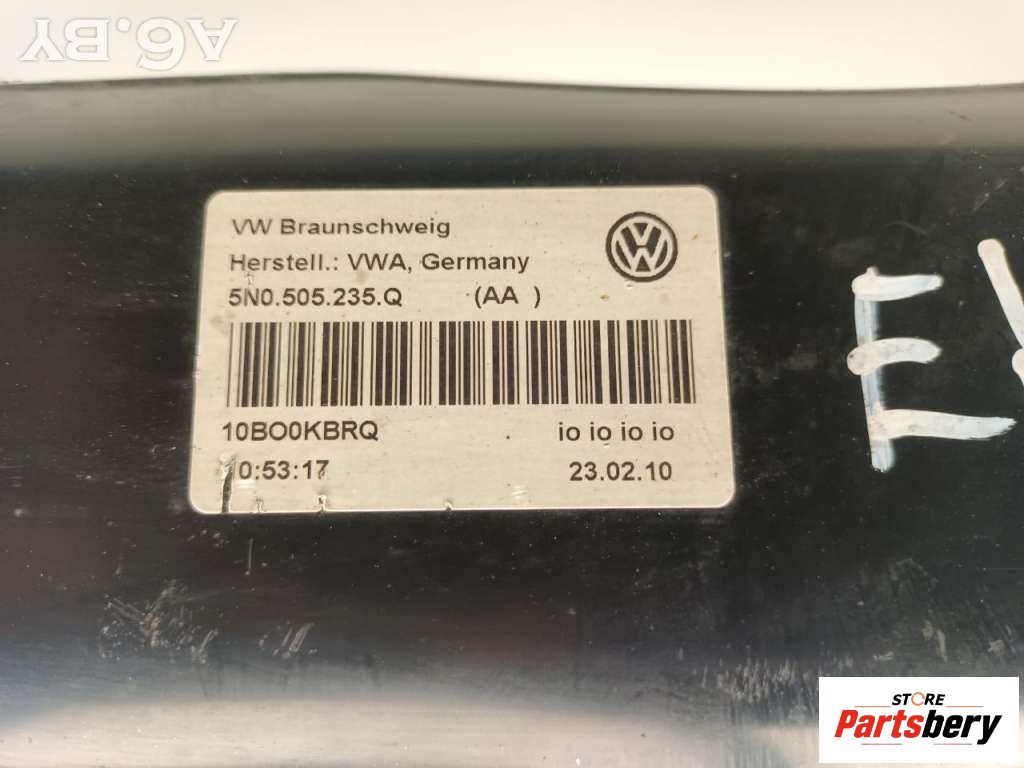 A6.BY
VW Braunschweig
Herstell.: VWA, Germany
5N0.505.235.Q (AA )
10BO0KBRQ io io io io
10:53:17 23.02.10
STORE
Partsbery